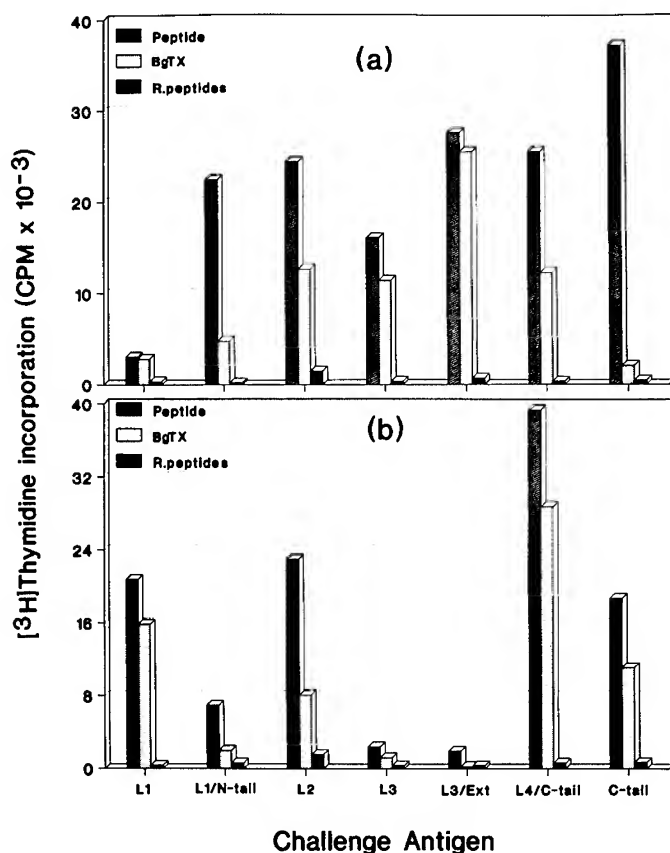 40
30
20
10
0
Peptide
BgTX
R.peptides
(a)
[3H]Thymidine incorporation (CPM x 10-3)
40
32
24
16
8
0
Peptide
BgTX
R.peptides
(b)
L1 L1/N-tail L2 L3 L3/Ext L4/C-tail C-tail
Challenge Antigen